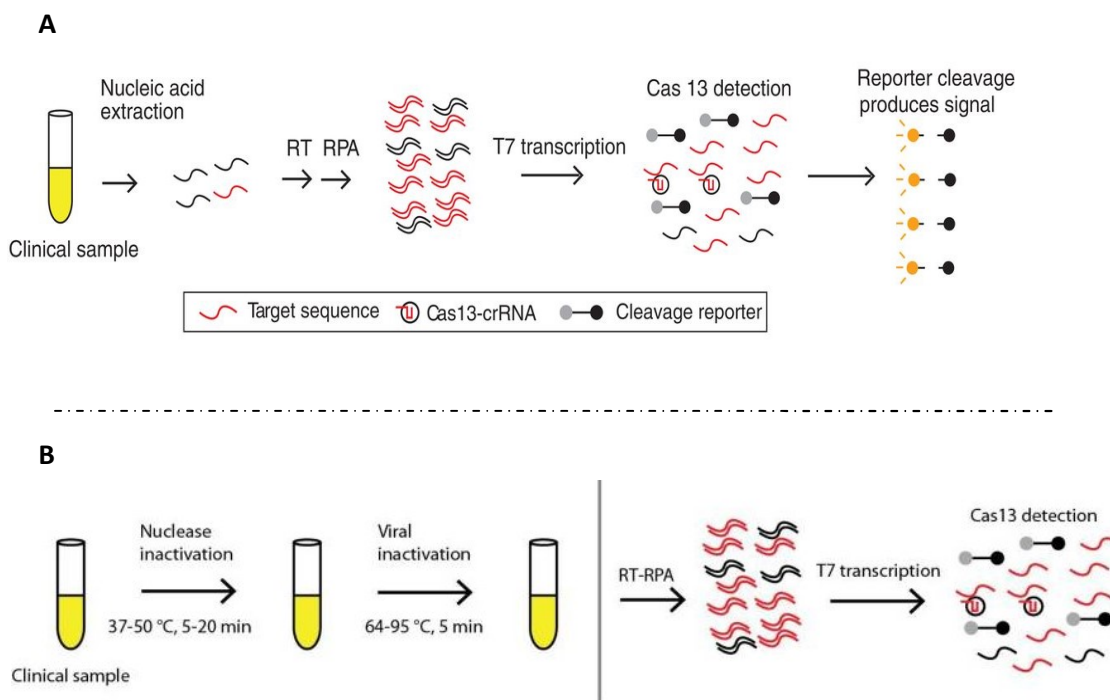 A
Nucleic acid
extraction
Clinical sample
RT RPA
T7 transcription
Cas 13 detection
Reporter cleavage
produces signal
Target sequence
Cas13-crRNA
Cleavage reporter
B
Nuclease
inactivation
37-50 °C, 5-20 min
Clinical sample
Viral
inactivation
64-95 °C, 5 min
RT-RPA
T7 transcription
Cas13 detection